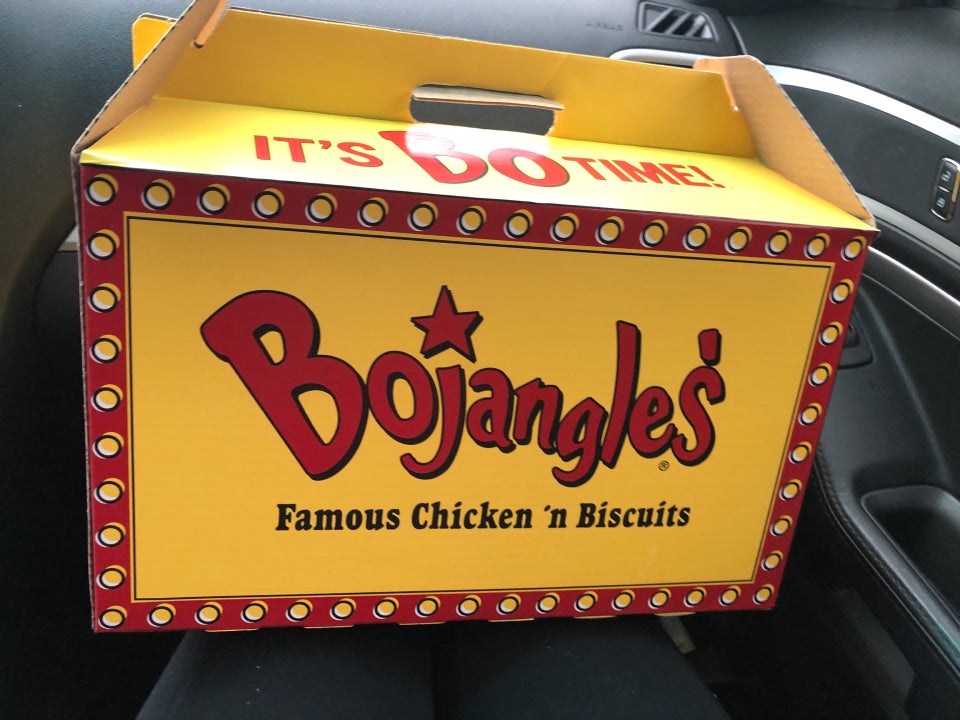 IT'S BO TIME!
Bojangles'
®
Famous Chicken 'n Biscuits